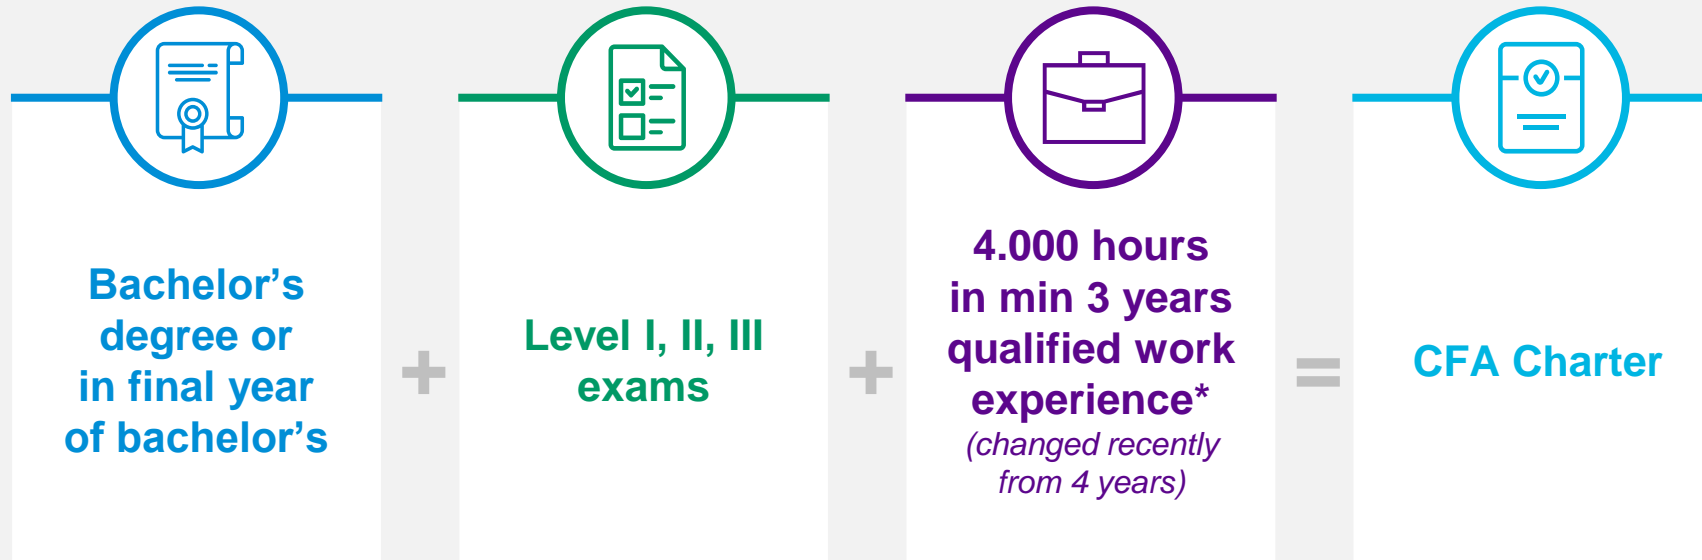 Bachelor’s
degree or
in final year
of bachelor’s
+
Level I, II, III
exams
+
4.000 hours
in min 3 years
qualified work
experience*
(changed recently
from 4 years)
=
CFA Charter